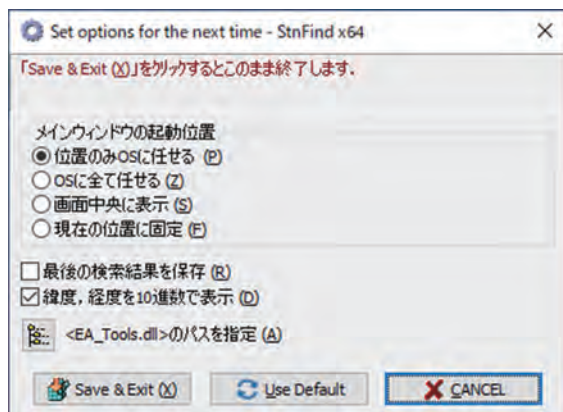 Set options for the next time - StnFind x64
「Save & Exit (X)」をクリックするとこのまま終了します.
メインウィンドウの起動位置
位置のみOSに任せる (P)
OSに全て任せる (Z)
画面中央に表示 (S)
現在の位置に固定 (F)
最後の検索結果を保存 (R)
緯度,経度を10進数で表示 (D)
<EA_Tools.dll>のパスを指定 (A)
Save & Exit (X)
Use Default
CANCEL